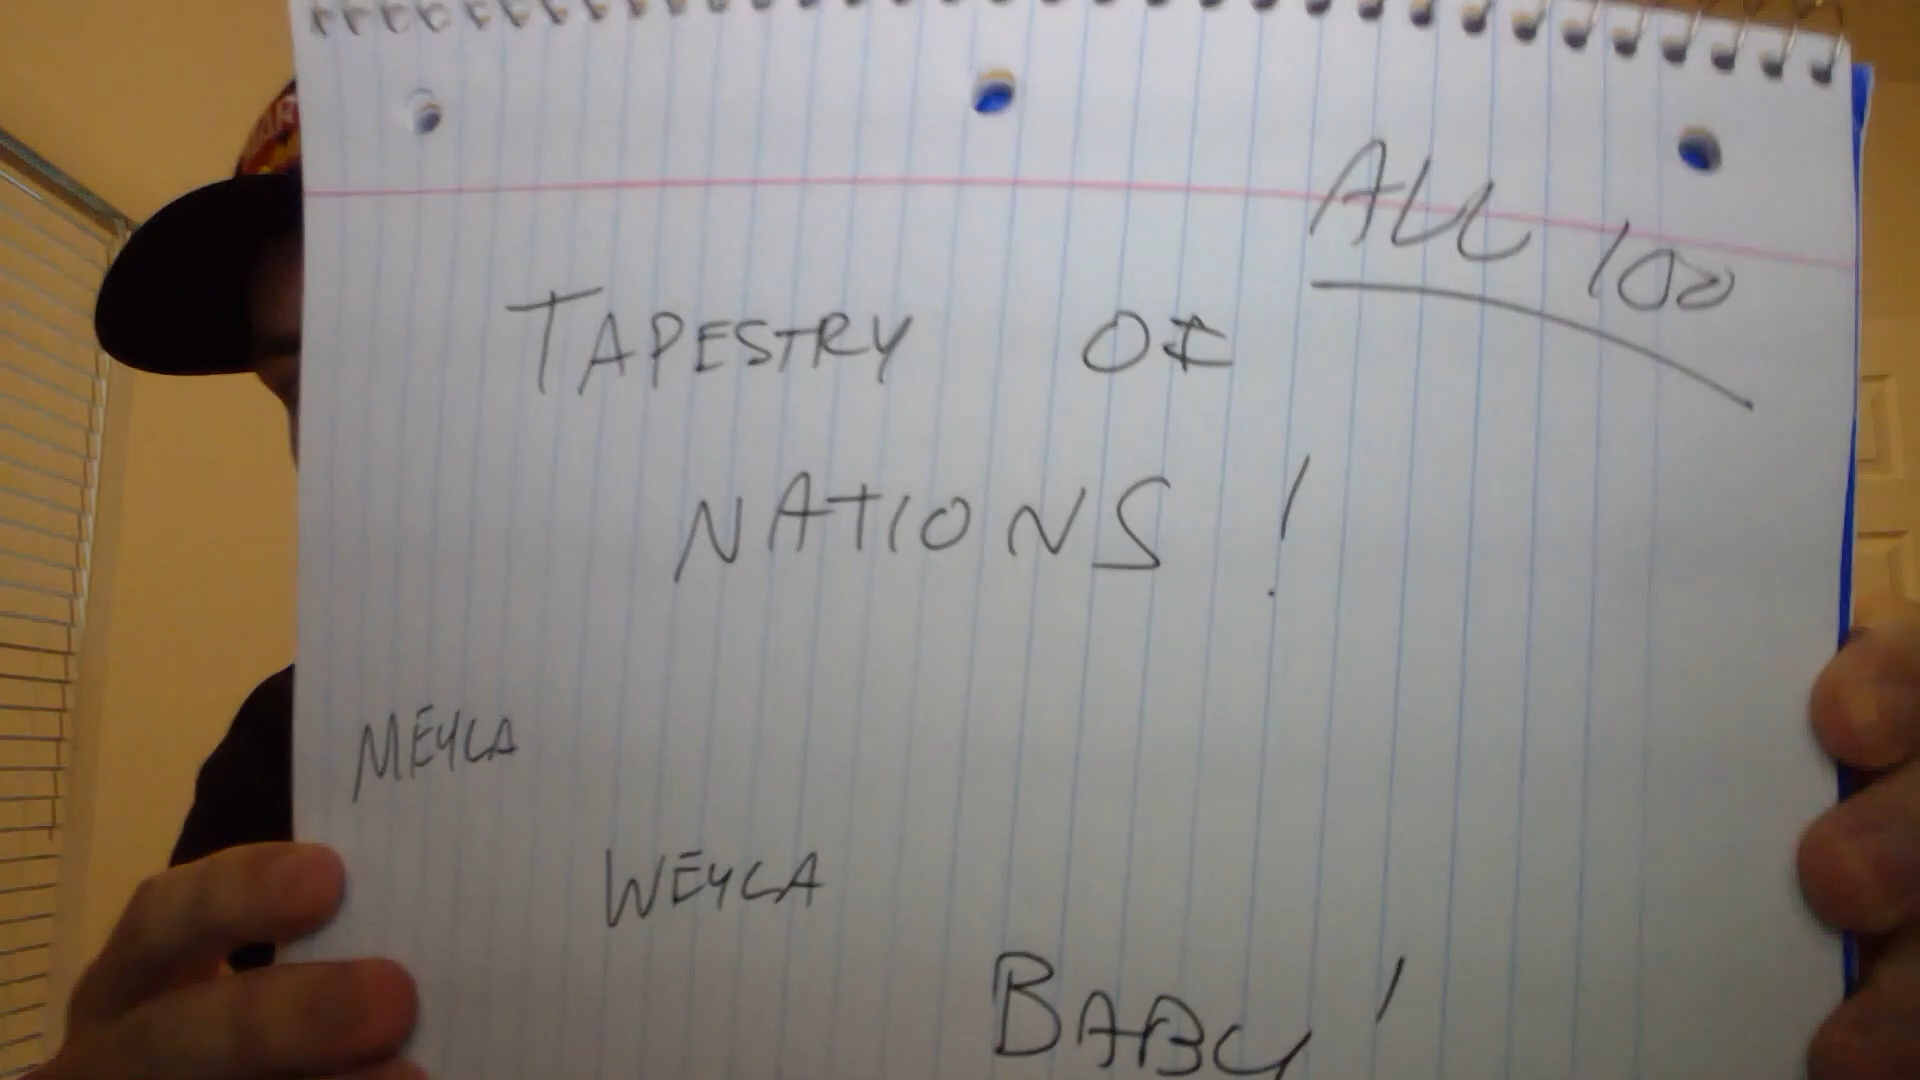 ALL 100
TAPESTRY OF
NATIONS!
MEYLA
WEYLA
BABY!